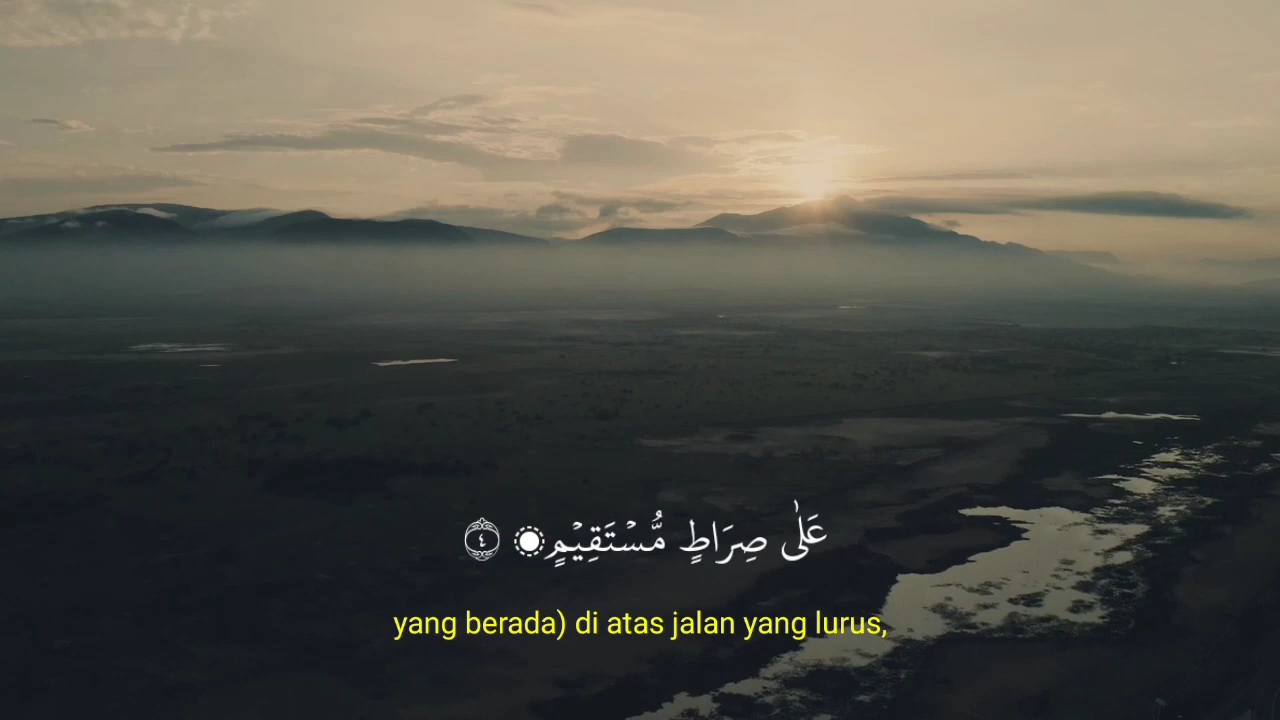 عَلٰى صِرَاطٍ مُّسْتَقِيْمٍۗ ٤
yang berada) di atas jalan yang lurus,